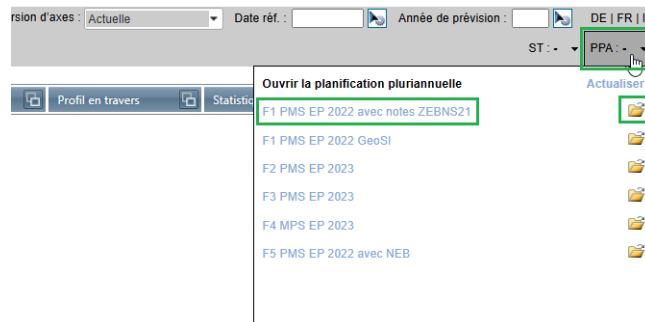 rsion d'axes : Actuelle Date réf. : Année de prévision : DE | FR | I
ST : - PPA : -
Ouvrir la planification pluriannuelle Actualiser
Profil en travers Statistic
F1 PMS EP 2022 avec notes ZEBNS21
F1 PMS EP 2022 GeoSI
F2 PMS EP 2023
F3 PMS EP 2023
F4 MPS EP 2023
F5 PMS EP 2022 avec NEB